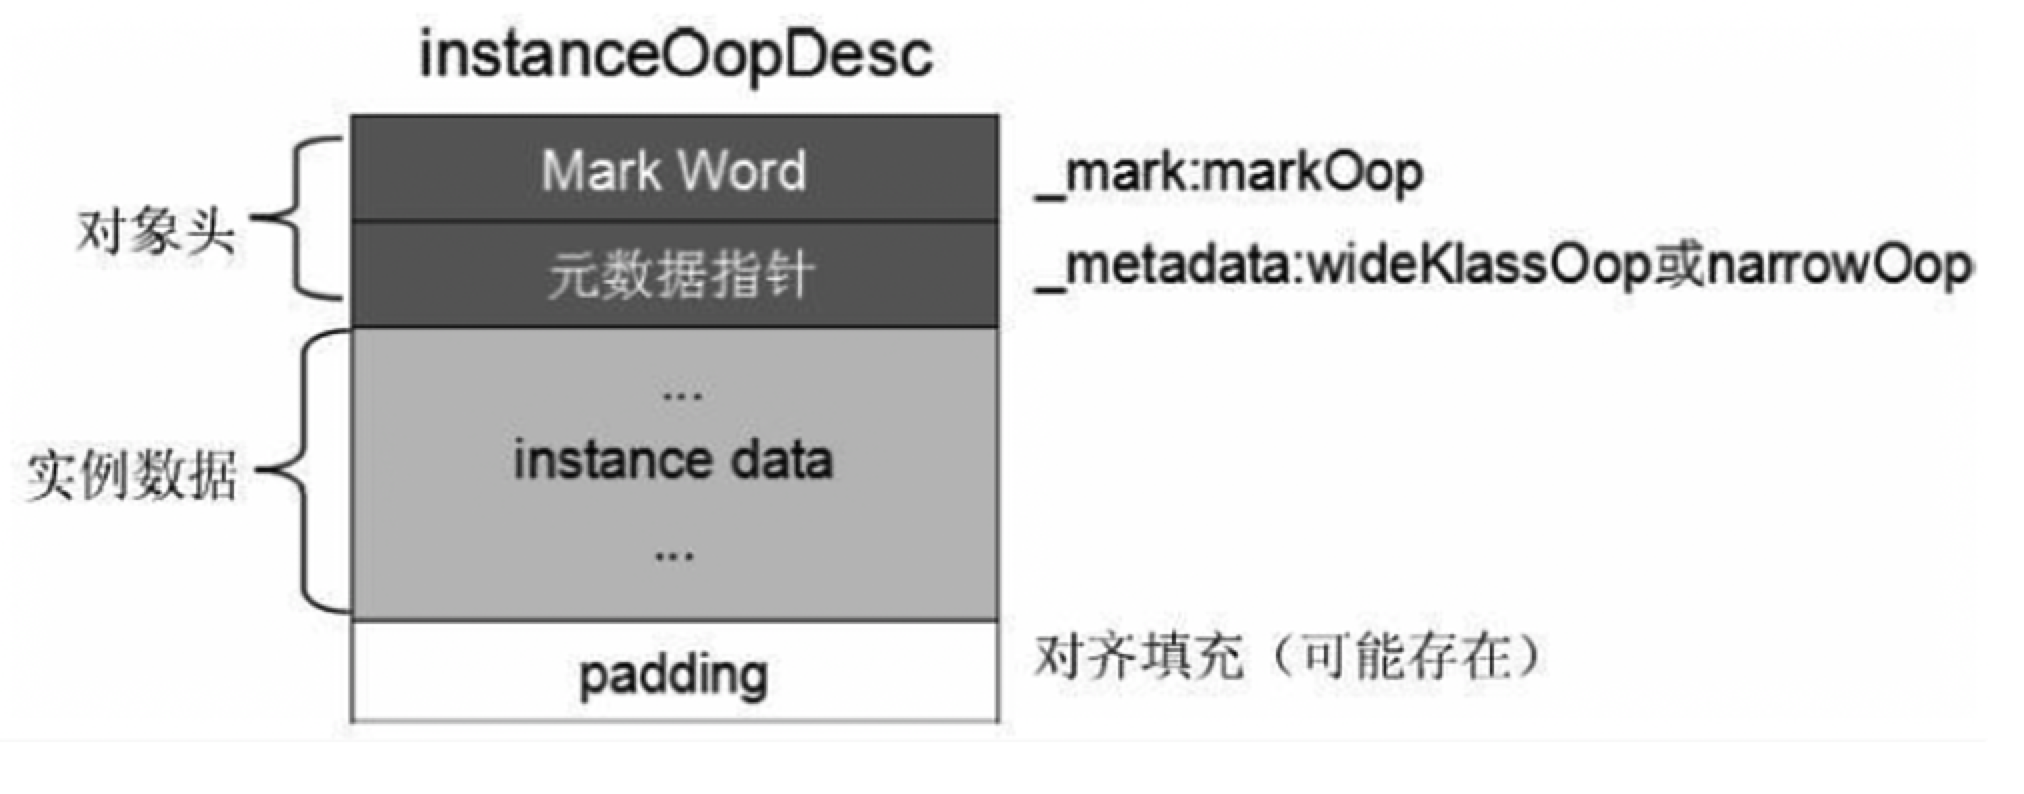 instanceOopDesc
Mark Word
_mark:markOop
对象头
元数据指针
_metadata:wideKlassOop或narrowOop
...
instance data
实例数据
...
padding
对齐填充（可能存在）